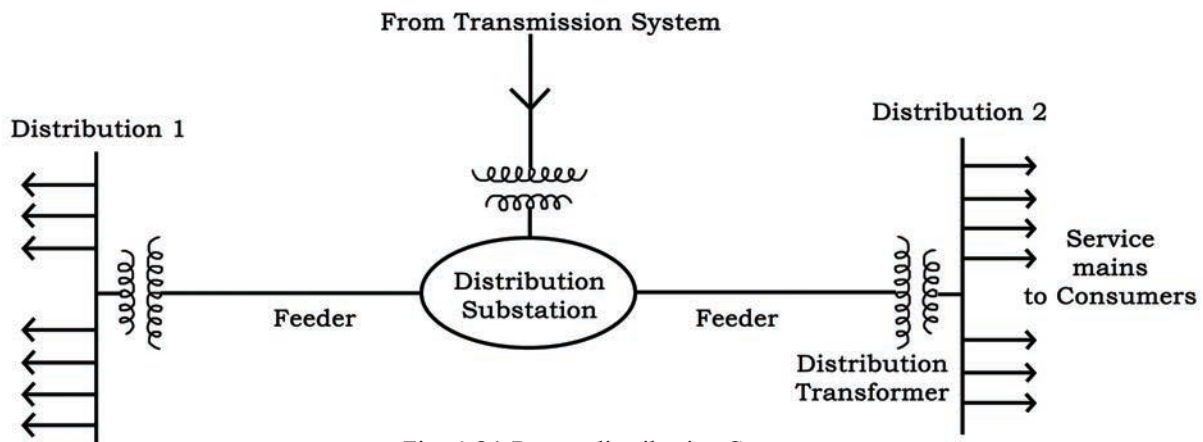 From Transmission System
Distribution 1
Distribution 2
Distribution
Substation
Feeder
Feeder
Service
mains
to Consumers
Distribution
Transformer